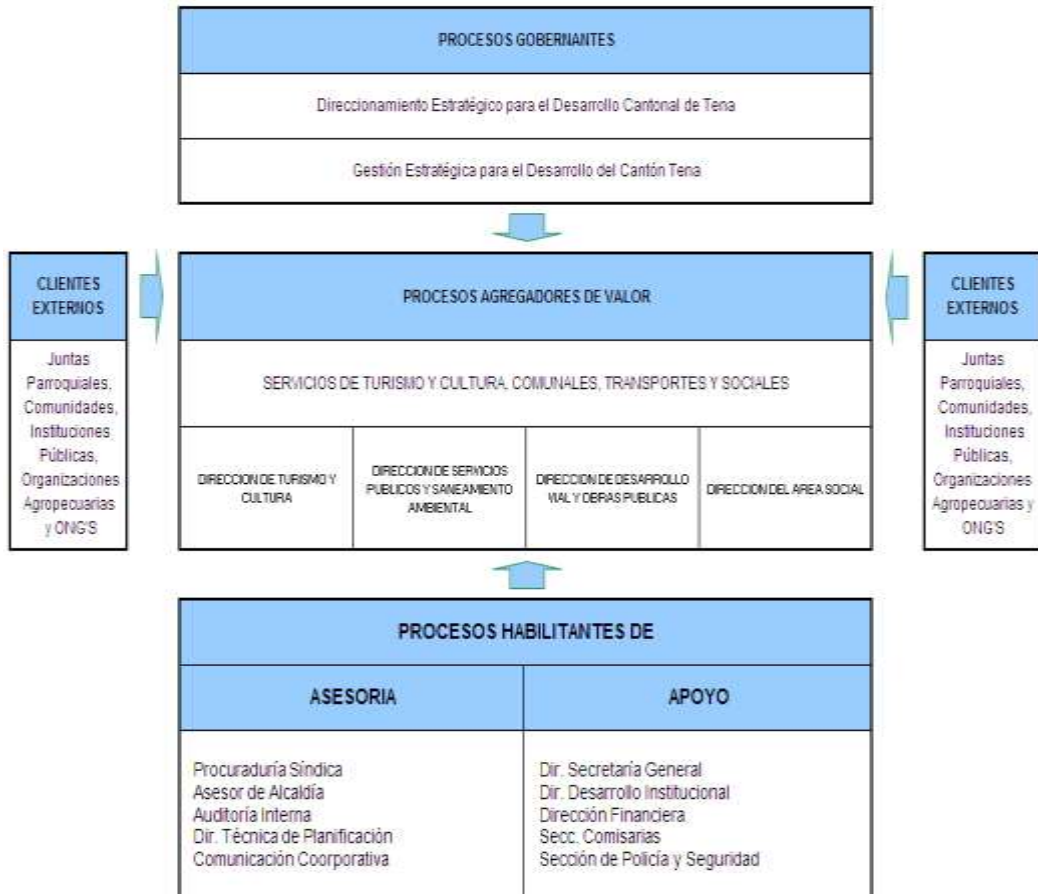 PROCESOS GOBERNANTES
Direccionamiento Estratégico para el Desarrollo Cantonal de Tena
Gestión Estratégica para el Desarrollo del Cantón Tena
CLIENTES
EXTERNOS
Juntas
Parroquiales,
Comunidades,
Instituciones
Públicas,
Organizaciones
Agropecuarias
y ONG'S
PROCESOS AGREGADORES DE VALOR
SERVICIOS DE TURISMO Y CULTURA, COMUNALES, TRANSPORTES Y SOCIALES
DIRECCION DE TURISMO Y
CULTURA
DIRECCION DE SERVICIOS
PUBLICOS Y SANEAMIENTO
AMBIENTAL
DIRECCION DE DESARROLLO
VIAL Y OBRAS PUBLICAS
DIRECCION DEL AREA SOCIAL
CLIENTES
EXTERNOS
Juntas
Parroquiales,
Comunidades,
Instituciones
Públicas,
Organizaciones
Agropecuarias y
ONG'S
PROCESOS HABILITANTES DE
ASESORIA
Procuraduría Síndica
Asesor de Alcaldía
Auditoría Interna
Dir. Técnica de Planificación
Comunicación Coorporativa
APOYO
Dir. Secretaría General
Dir. Desarrollo Institucional
Dirección Financiera
Secc. Comisarias
Sección de Policía y Seguridad